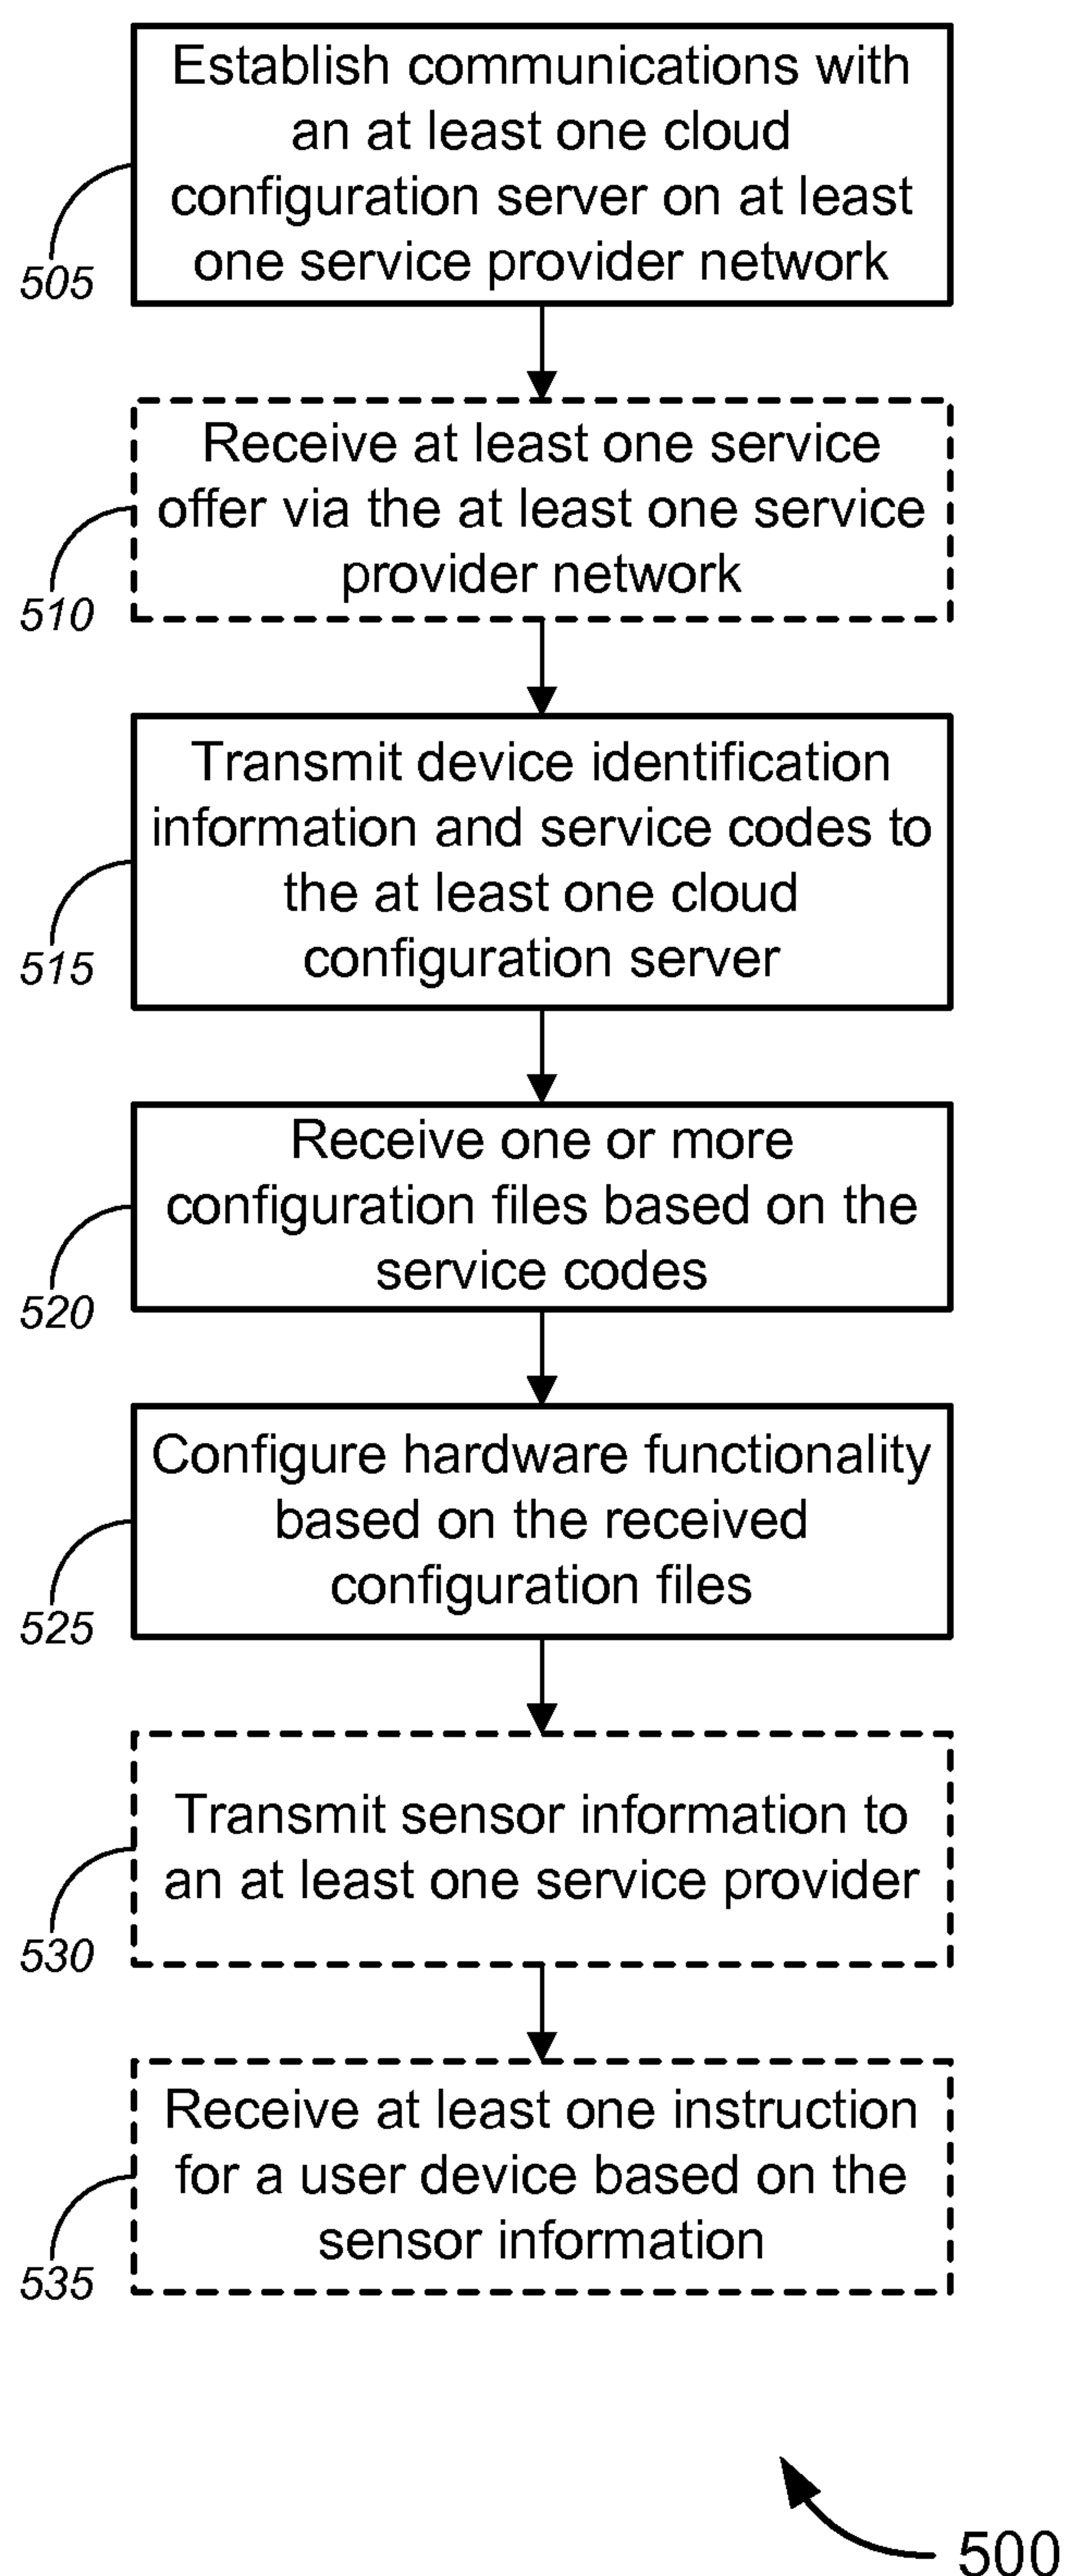 Establish communications with
an at least one cloud
configuration server on at least
one service provider network
505
Receive at least one service
offer via the at least one service
provider network
510
Transmit device identification
information and service codes to
the at least one cloud
configuration server
515
Receive one or more
configuration files based on the
service codes
520
Configure hardware functionality
based on the received
configuration files
525
Transmit sensor information to
an at least one service provider
530
Receive at least one instruction
for a user device based on the
sensor information
535
500